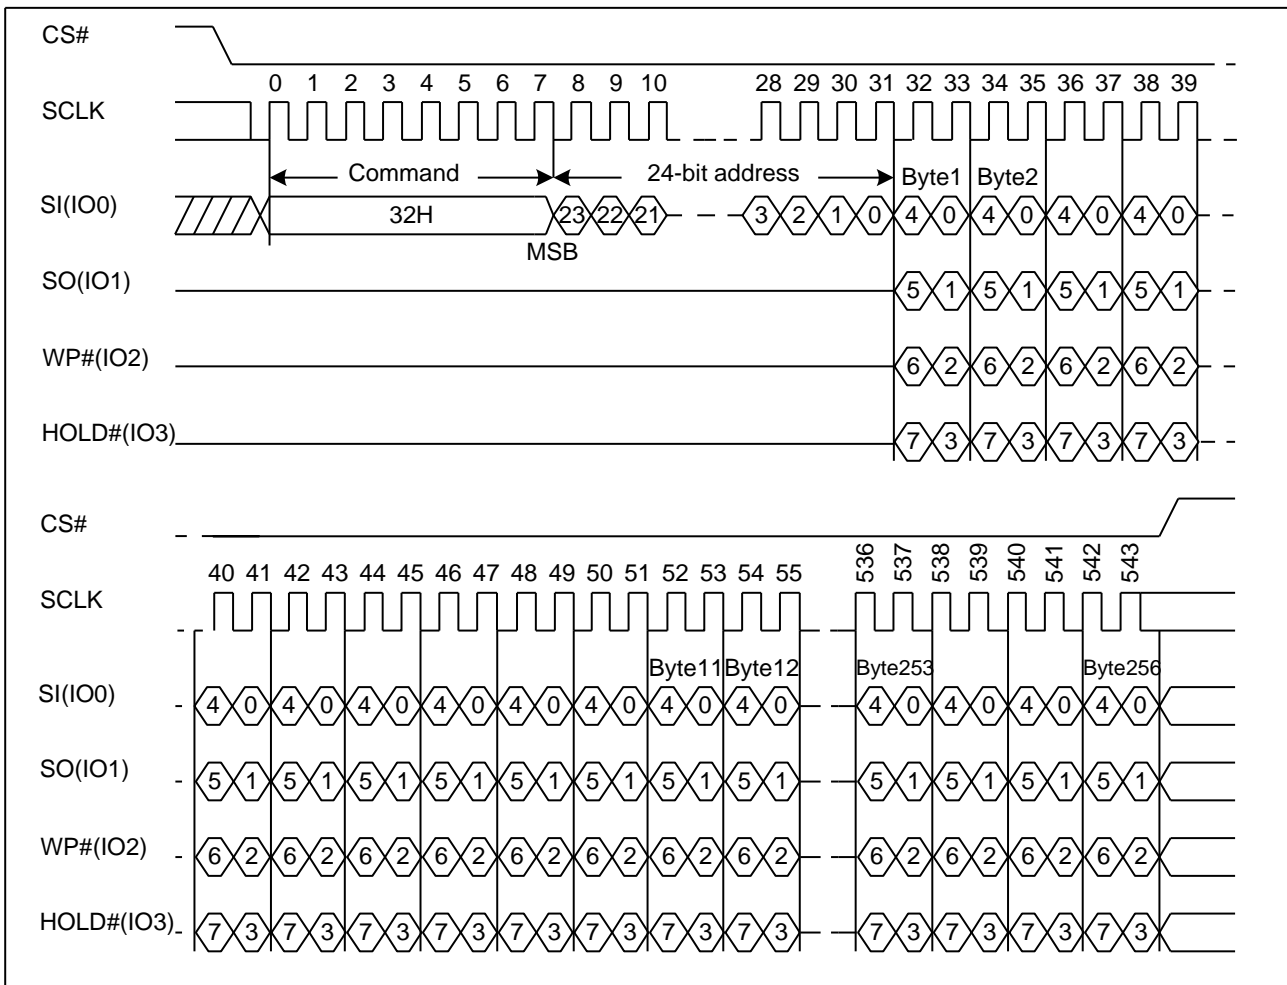 CS#
0 1 2 3 4 5 6 7 8 9 10 28 29 30 31 32 33 34 35 36 37 38 39
SCLK
Command 24-bit address Byte1 Byte2
SI(IO0) 32H 23 22 21 3 2 1 0 4 0 4 0 4 0 4 0
MSB
SO(IO1) 5 1 5 1 5 1 5 1
WP#(IO2) 6 2 6 2 6 2 6 2
HOLD#(IO3) 7 3 7 3 7 3 7 3
CS#
40 41 42 43 44 45 46 47 48 49 50 51 52 53 54 55 536 537 538 539 540 541 542 543
SCLK
Byte11 Byte12 Byte253 Byte256
SI(IO0) 4 0 4 0 4 0 4 0 4 0 4 0 4 0 4 0 4 0 4 0 4 0 4 0
SO(IO1) 5 1 5 1 5 1 5 1 5 1 5 1 5 1 5 1 5 1 5 1 5 1 5 1
WP#(IO2) 6 2 6 2 6 2 6 2 6 2 6 2 6 2 6 2 6 2 6 2 6 2 6 2
HOLD#(IO3) 7 3 7 3 7 3 7 3 7 3 7 3 7 3 7 3 7 3 7 3 7 3 7 3